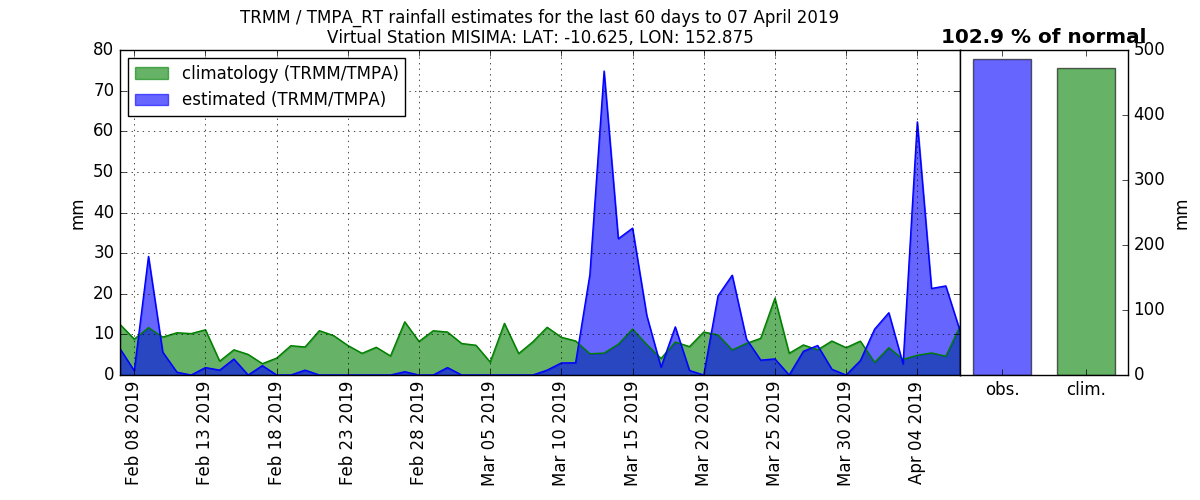 TRMM / TMPA_RT rainfall estimates for the last 60 days to 07 April 2019
Virtual Station MISIMA: LAT: -10.625, LON: 152.875
102.9 % of normal
climatology (TRMM/TMPA)
estimated (TRMM/TMPA)
80
70
60
50
40
30
20
10
0
mm
Feb 08 2019
Feb 13 2019
Feb 18 2019
Feb 23 2019
Feb 28 2019
Mar 05 2019
Mar 10 2019
Mar 15 2019
Mar 20 2019
Mar 25 2019
Mar 30 2019
Apr 04 2019
obs.
clim.
500
400
300
200
100
0
mm